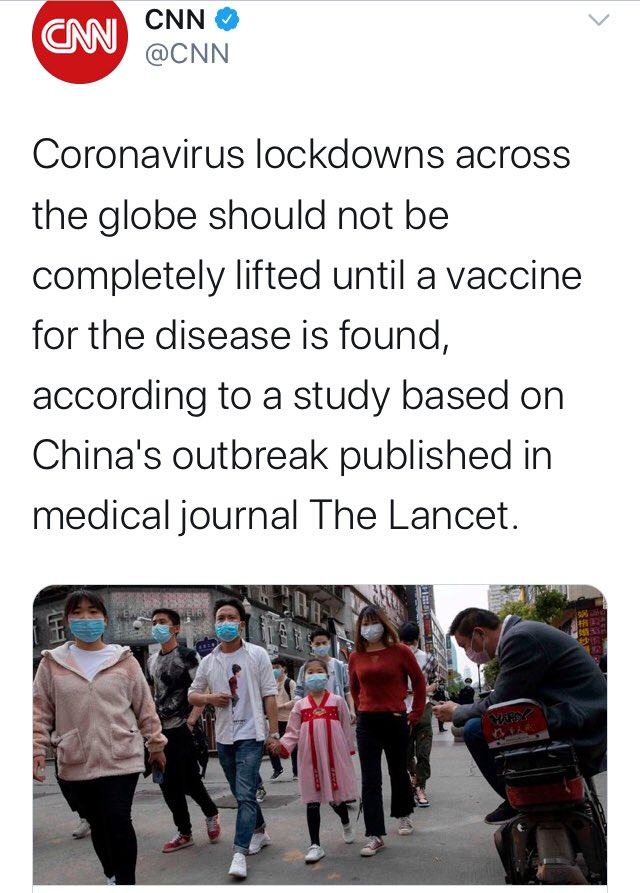 CNN
CNN
@CNN
Coronavirus lockdowns across
the globe should not be
completely lifted until a vaccine
for the disease is found,
according to a study based on
China's outbreak published in
medical journal The Lancet.